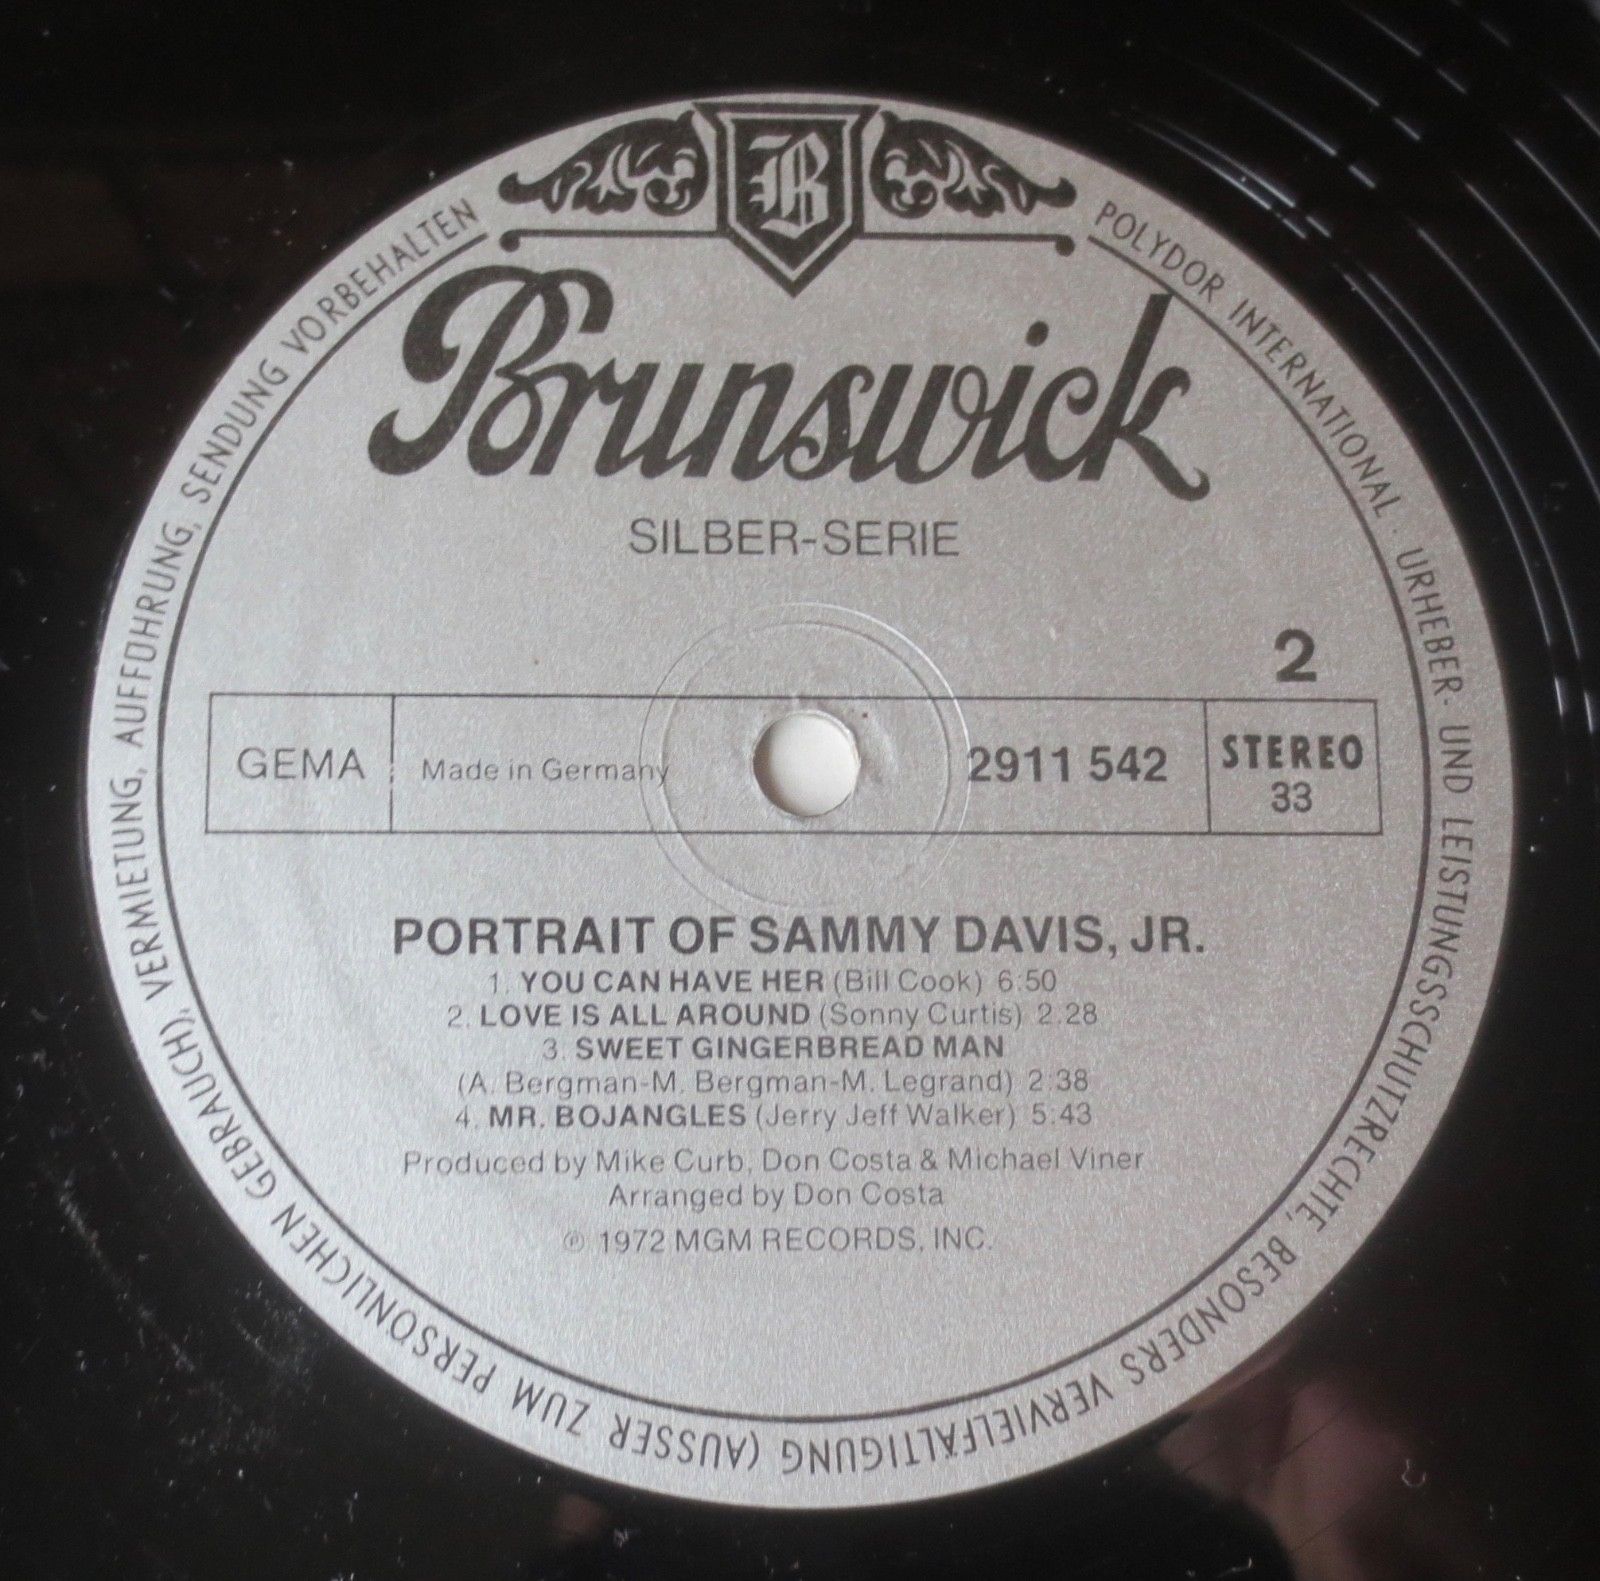 B
Brunswick
SILBER-SERIE
2
GEMA
Made in Germany
2911 542
STEREO
33
PORTRAIT OF SAMMY DAVIS, JR.
1. YOU CAN HAVE HER (Bill Cook) 6:50
2. LOVE IS ALL AROUND (Sonny Curtis) 2:28
3. SWEET GINGERBREAD MAN
(A. Bergman-M. Bergman-M. Legrand) 2:38
4. MR. BOJANGLES (Jerry Jeff Walker) 5:43
Produced by Mike Curb, Don Costa & Michael Viner
Arranged by Don Costa
℗ 1972 MGM RECORDS, INC.
POLYDOR INTERNATIONAL · URHEBER- UND LEISTUNGSSCHUTZRECHTE, BESONDERS VERVIELFÄLTIGUNG (AUSSER ZUM PERSÖNLICHEN GEBRAUCH), VERMIETUNG, AUFFÜHRUNG, SENDUNG VORBEHALTEN